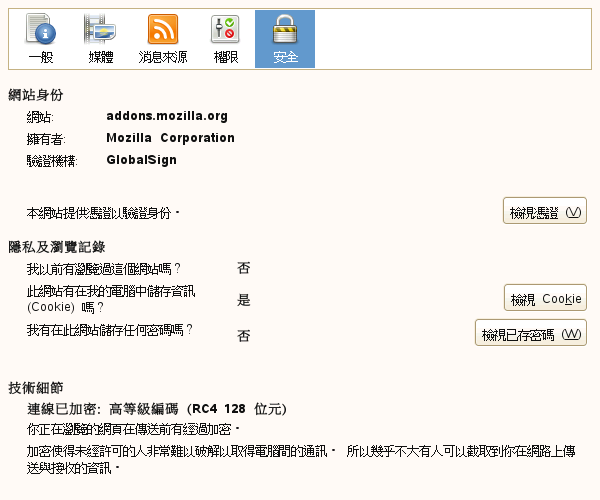 一般 媒體 消息來源 權限 安全
網站身份
網站: addons.mozilla.org
擁有者: Mozilla Corporation
驗證機構: GlobalSign
本網站提供憑證以驗證身份。 檢視憑證 (V)
隱私及瀏覽記錄
我以前有瀏覽過這個網站嗎？ 否
此網站有在我的電腦中儲存資訊
(Cookie) 嗎？ 是 檢視 Cookie
我有在此網站儲存任何密碼嗎？ 否 檢視已存密碼 (W)
技術細節
連線已加密: 高等級編碼 (RC4 128 位元)
你正在瀏覽的網頁在傳送前有經過加密。
加密使得未經許可的人非常難以破解以取得電腦間的通訊。 所以幾乎不大有人可以截取到你在網路上傳
送與接收的資訊。